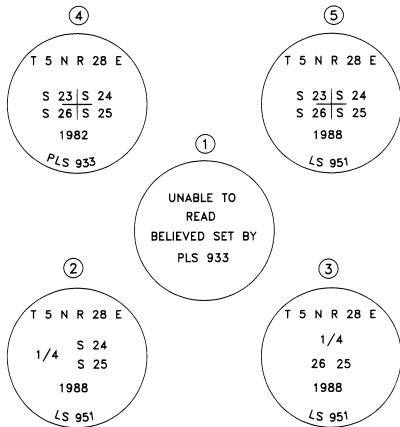 ④
T 5 N R 28 E
S 23 S 24
S 26 S 25
1982
PLS 933
⑤
T 5 N R 28 E
S 23 S 24
S 26 S 25
1988
LS 951
①
UNABLE TO
READ
BELIEVED SET BY
PLS 933
②
T 5 N R 28 E
1/4 S 24
S 25
1988
LS 951
③
T 5 N R 28 E
1/4
26 25
1988
LS 951